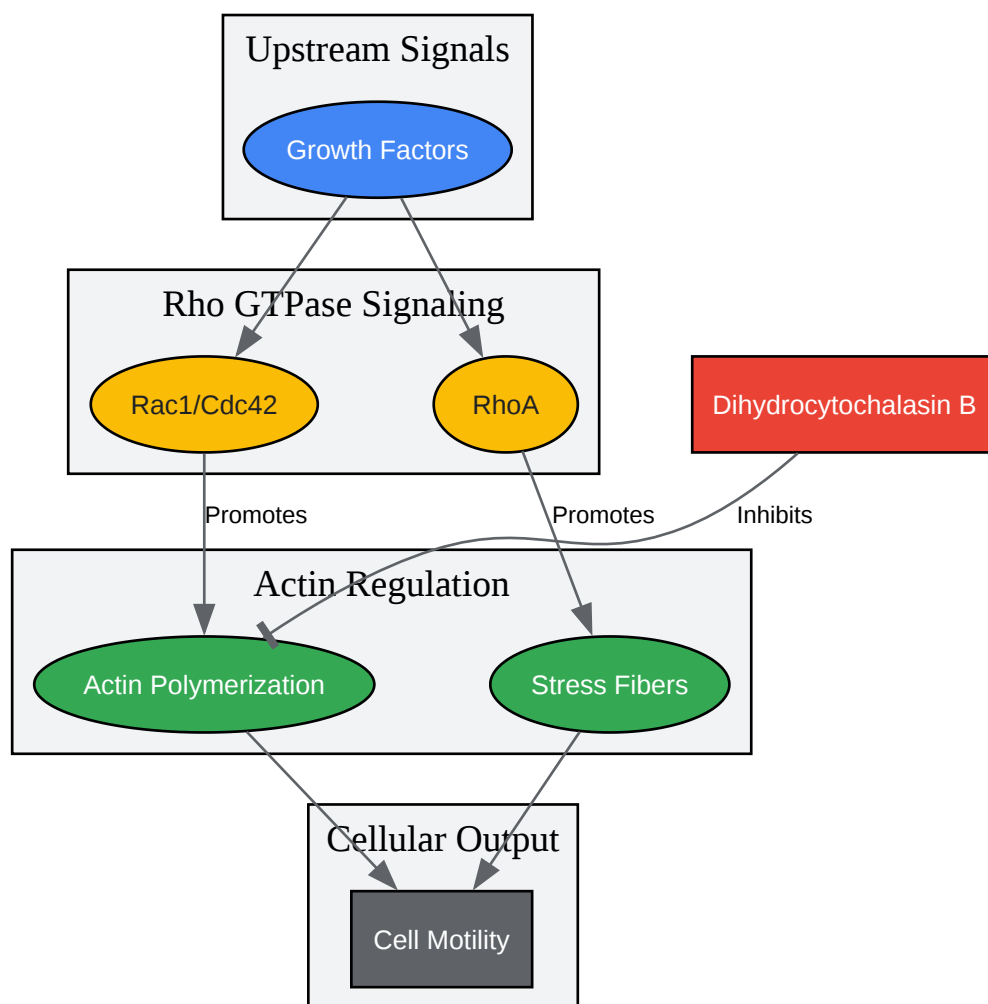 Upstream Signals
Growth Factors
Rho GTPase Signaling
Rac1/Cdc42
RhoA
Dihydrocytochalasin B
Promotes
Promotes
Inhibits
Actin Regulation
Actin Polymerization
Stress Fibers
Cellular Output
Cell Motility